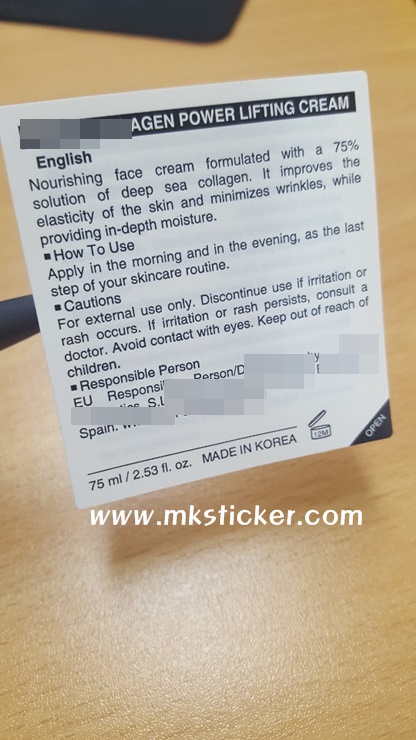 AGEN POWER LIFTING CREAM
English
Nourishing face cream formulated with a 75%
solution of deep sea collagen. It improves the
elasticity of the skin and minimizes wrinkles, while
providing in-depth moisture.
■ How To Use
Apply in the morning and in the evening, as the last
step of your skincare routine.
■ Cautions
For external use only. Discontinue use if irritation or
rash occurs. If irritation or rash persists, consult a
doctor. Avoid contact with eyes. Keep out of reach of
children.
■ Responsible Person
EU Responsi Person/D by
S.L
Spain.
75 ml / 2.53 fl. oz. MADE IN KOREA
12M
OPEN
www.mksticker.com